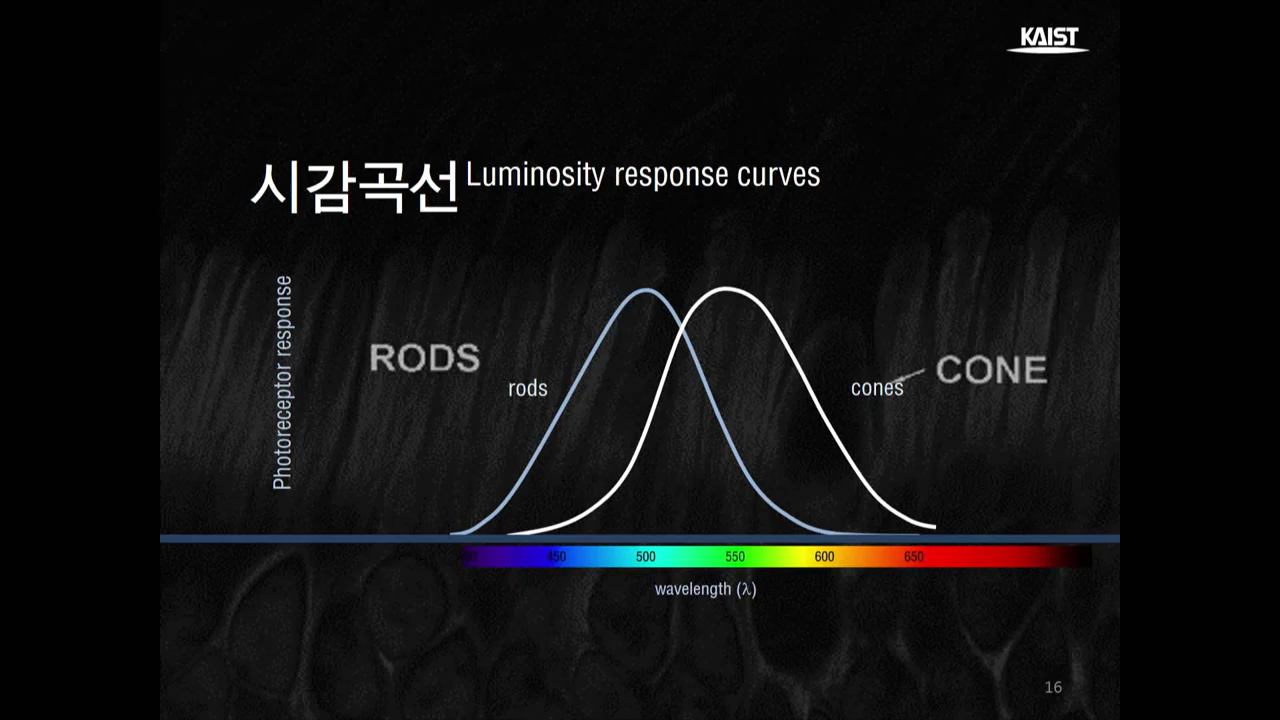 KAIST
시감곡선 Luminosity response curves
Photoreceptor response
RODS
rods
cones
CONE
450 500 550 600 650
wavelength (λ)
16